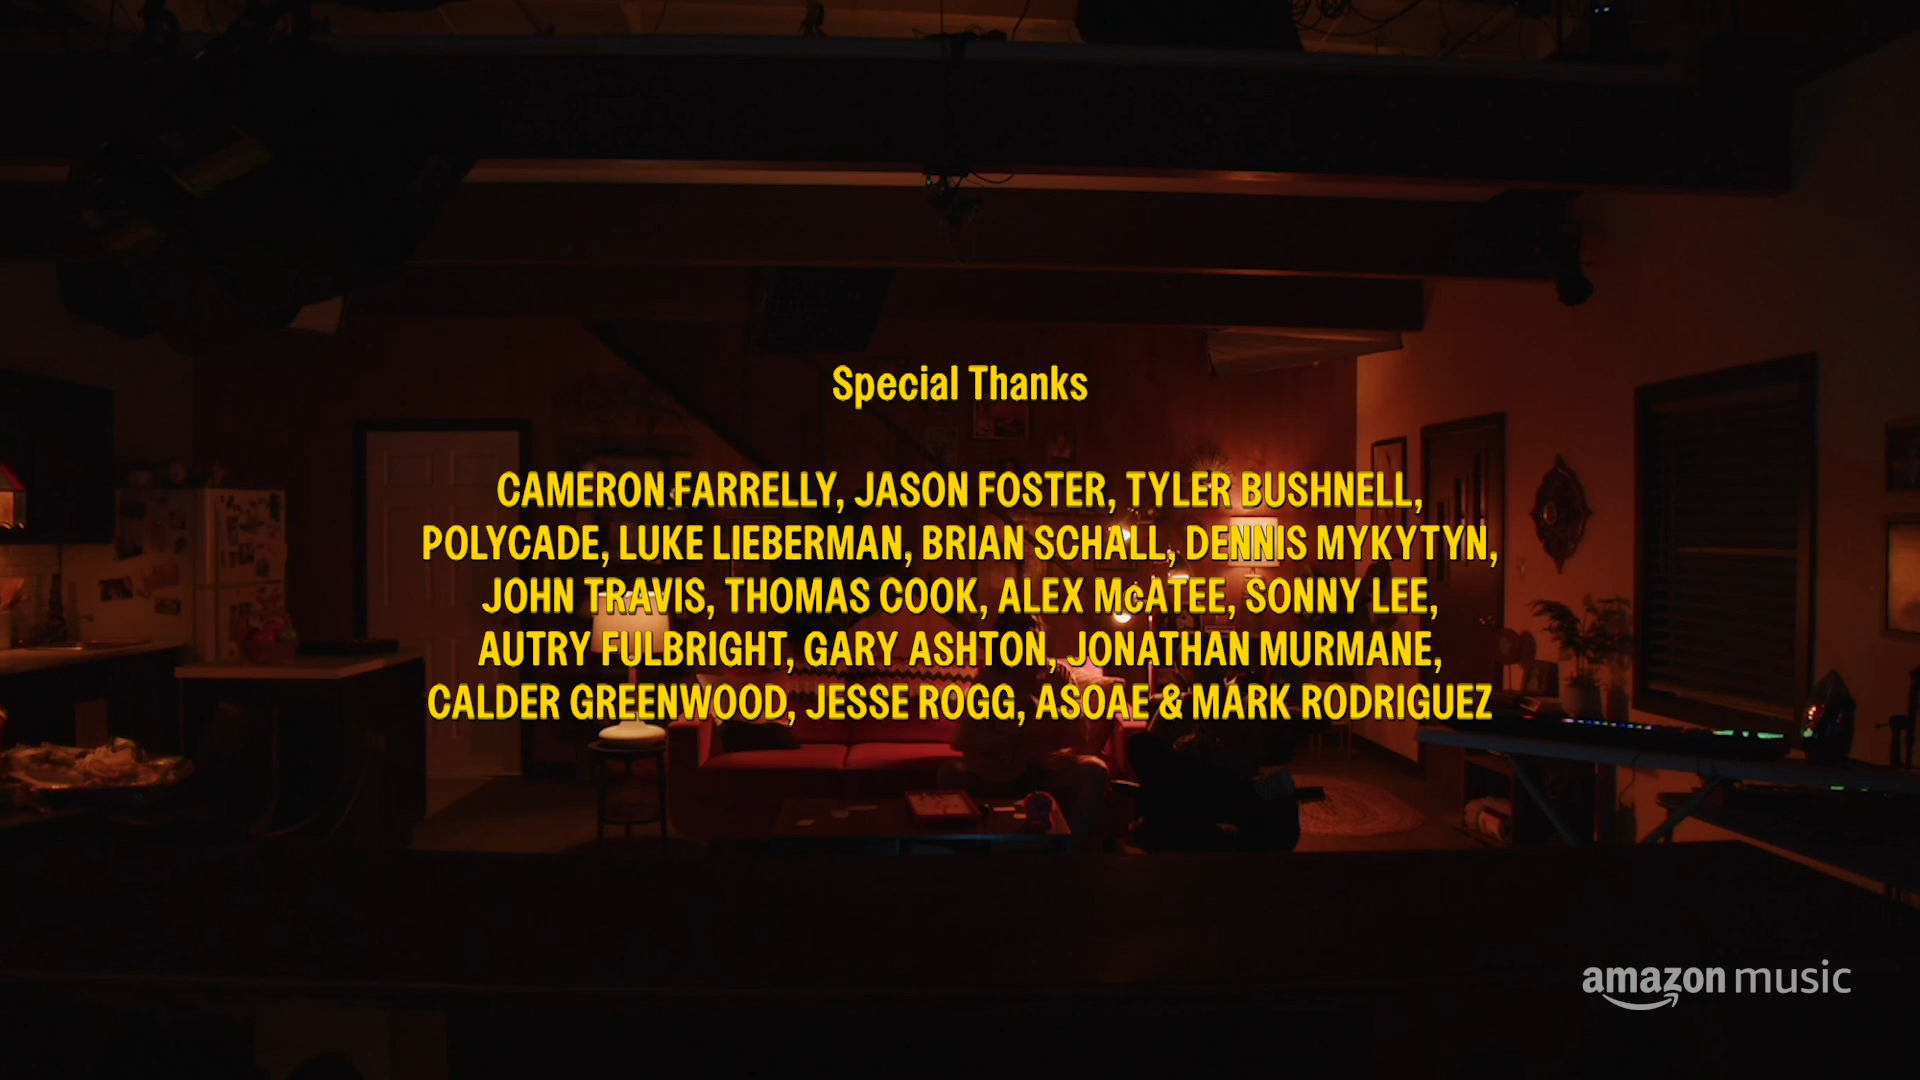 Special Thanks
CAMERON FARRELLY, JASON FOSTER, TYLER BUSHNELL,
POLYCADE, LUKE LIEBERMAN, BRIAN SCHALL, DENNIS MYKYTYN,
JOHN TRAVIS, THOMAS COOK, ALEX McATEE, SONNY LEE,
AUTRY FULBRIGHT, GARY ASHTON, JONATHAN MURMANE,
CALDER GREENWOOD, JESSE ROGG, ASOAE & MARK RODRIGUEZ
amazon music